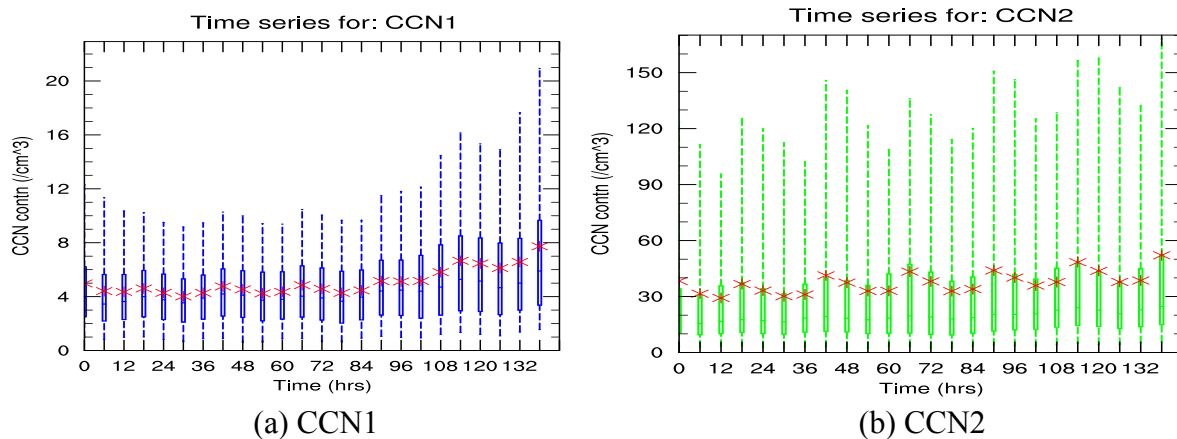 Time series for: CCN1
CCN contn (/cm^3)
20
16
12
8
4
0
0 12 24 36 48 60 72 84 96 108 120 132
Time (hrs)
(a) CCN1
Time series for: CCN2
CCN contn (/cm^3)
150
120
90
60
30
0
0 12 24 36 48 60 72 84 96 108 120 132
Time (hrs)
(b) CCN2